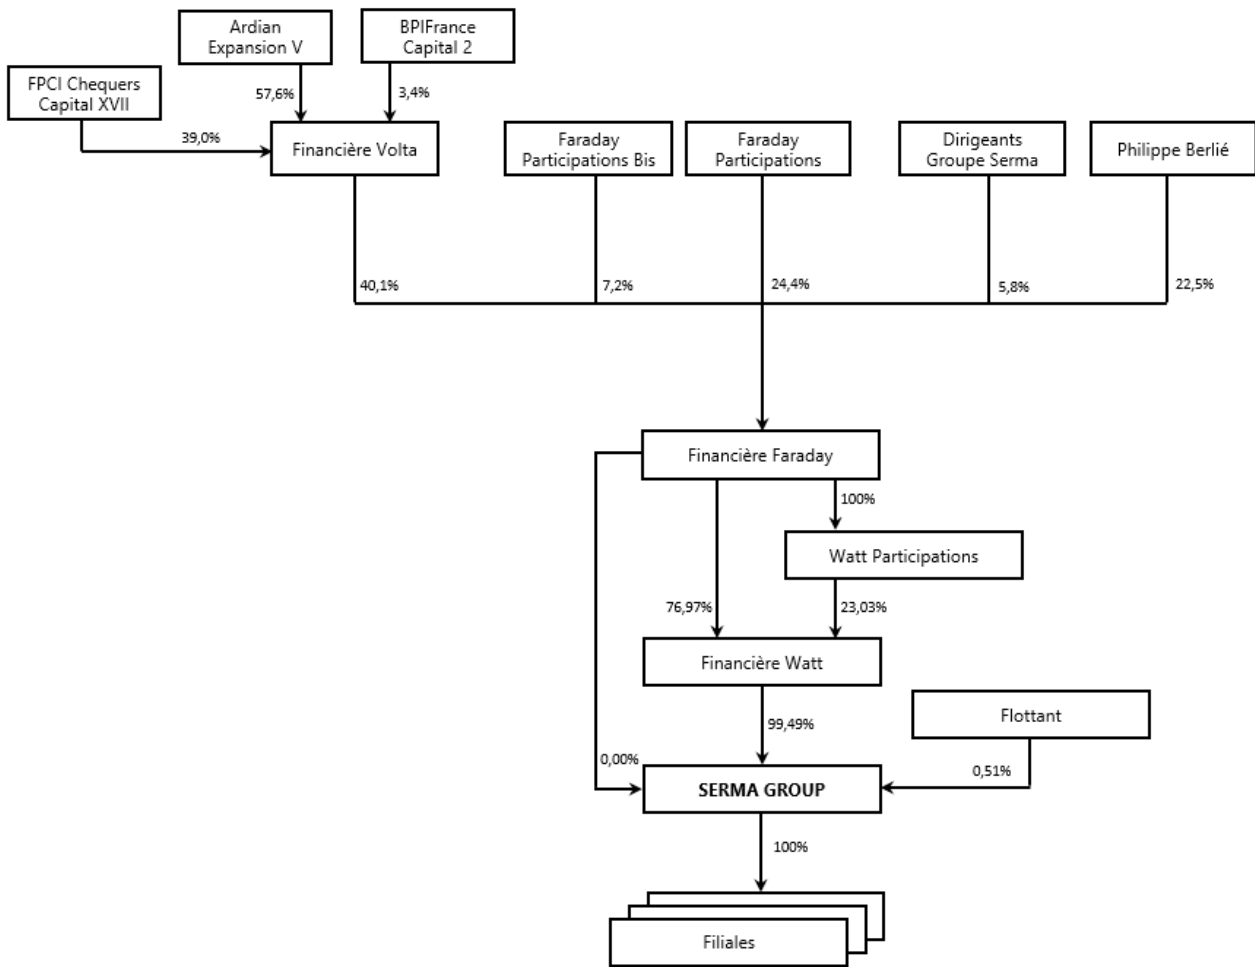 Ardian
Expansion V
BPIFrance
Capital 2
FPCI Chequers
Capital XVII
57,6%
3,4%
39,0%
Financière Volta
Faraday
Participations Bis
Faraday
Participations
Dirigeants
Groupe Serma
Philippe Berlié
40,1%
7,2%
24,4%
5,8%
22,5%
Financière Faraday
100%
Watt Participations
76,97%
23,03%
Financière Watt
99,49%
Flottant
0,00%
0,51%
SERMA GROUP
100%
Filiales